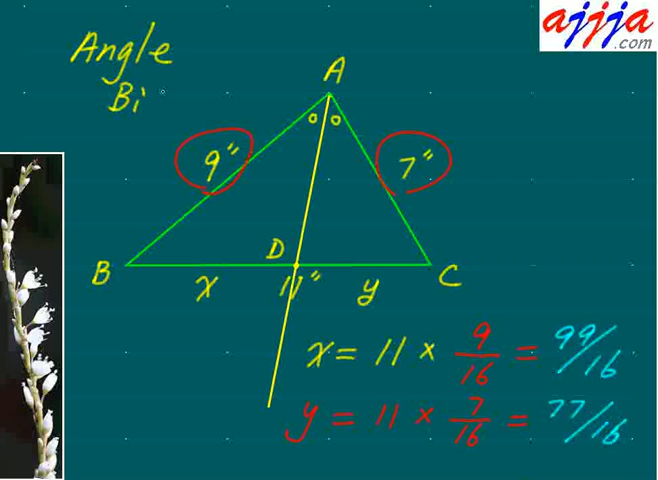 ajjja
.com
Angle
Bi
A
9"
7"
B
D
C
x
11"
y
x = 11 × 9/16 = 99/16
y = 11 × 7/16 = 77/16